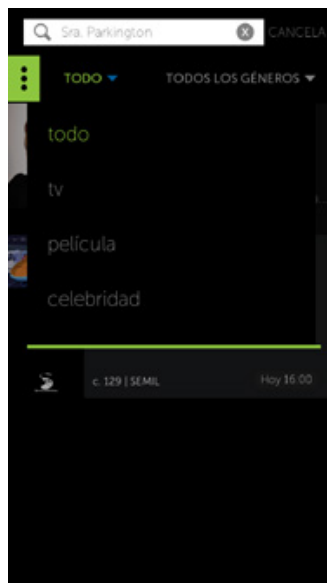 Sra. Parkington CANCELA
TODO TODOS LOS GÉNEROS
todo
tv
película
celebridad
c. 129 | SEMIL Hoy 16:00